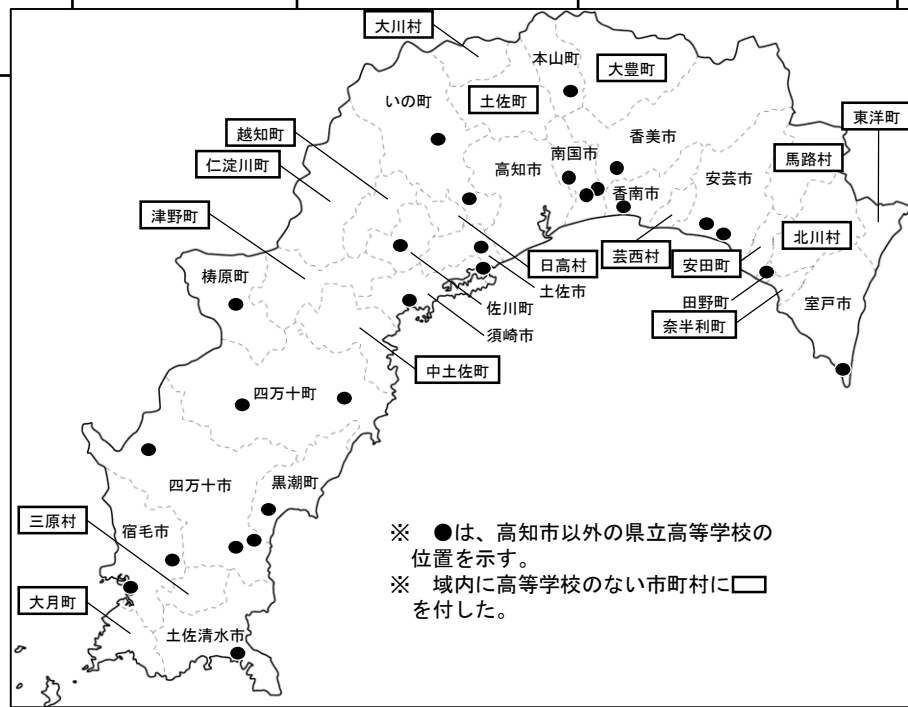 大川村
本山町
大豊町
いの町
土佐町
東洋町
越知町
香美市
南国市
高知市
馬路村
仁淀川町
安芸市
香南市
津野町
北川村
芸西村
安田町
日高村
梼原町
土佐市
田野町
佐川町
室戸市
奈半利町
須崎市
中土佐町
四万十町
四万十市
黒潮町
三原村
宿毛市
※　●は、高知市以外の県立高等学校の
位置を示す。
※　域内に高等学校のない市町村に
を付した。
大月町
土佐清水市